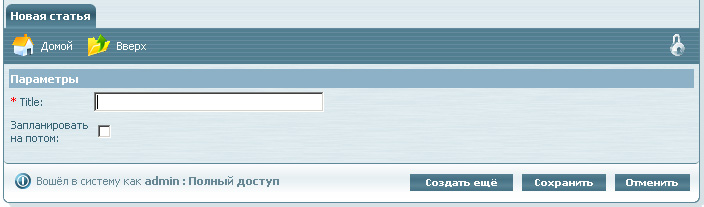 Новая статья
Домой Вверх
Параметры
* Title:
Запланировать
на потом:
Вошёл в систему как admin : Полный доступ Создать ещё Сохранить Отменить